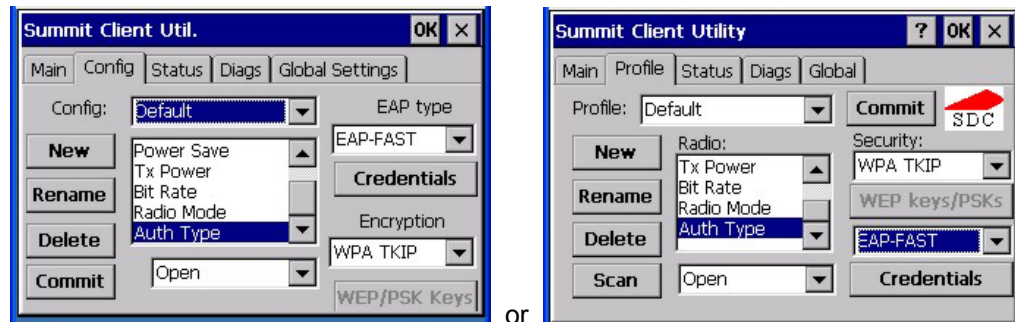 Summit Client Util. OK ×
Main Config Status Diags Global Settings
Config: Default EAP type
EAP-FAST
New Power Save
Tx Power Credentials
Rename Bit Rate
Radio Mode Encryption
Delete Auth Type WPA TKIP
Commit Open WEP/PSK Keys
or
Summit Client Utility ? OK ×
Main Profile Status Diags Global
Profile: Default Commit SDC
Radio: Security:
New Tx Power WPA TKIP
Bit Rate
Rename Radio Mode WEP keys/PSKs
Delete Auth Type EAP-FAST
Scan Open Credentials